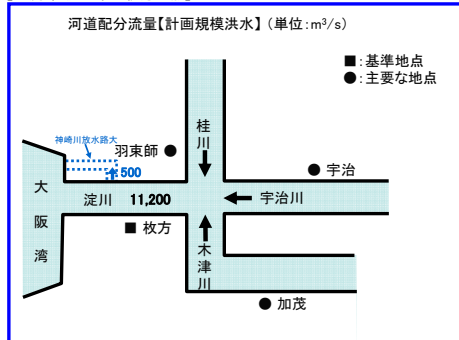 河道配分流量【計画規模洪水】（単位：m³/s）
■：基準地点
●：主要な地点
神崎川放水路大
羽束師 ●
桂川
500
● 宇治
大阪湾
淀川 11,200
宇治川
■ 枚方
木津川
● 加茂